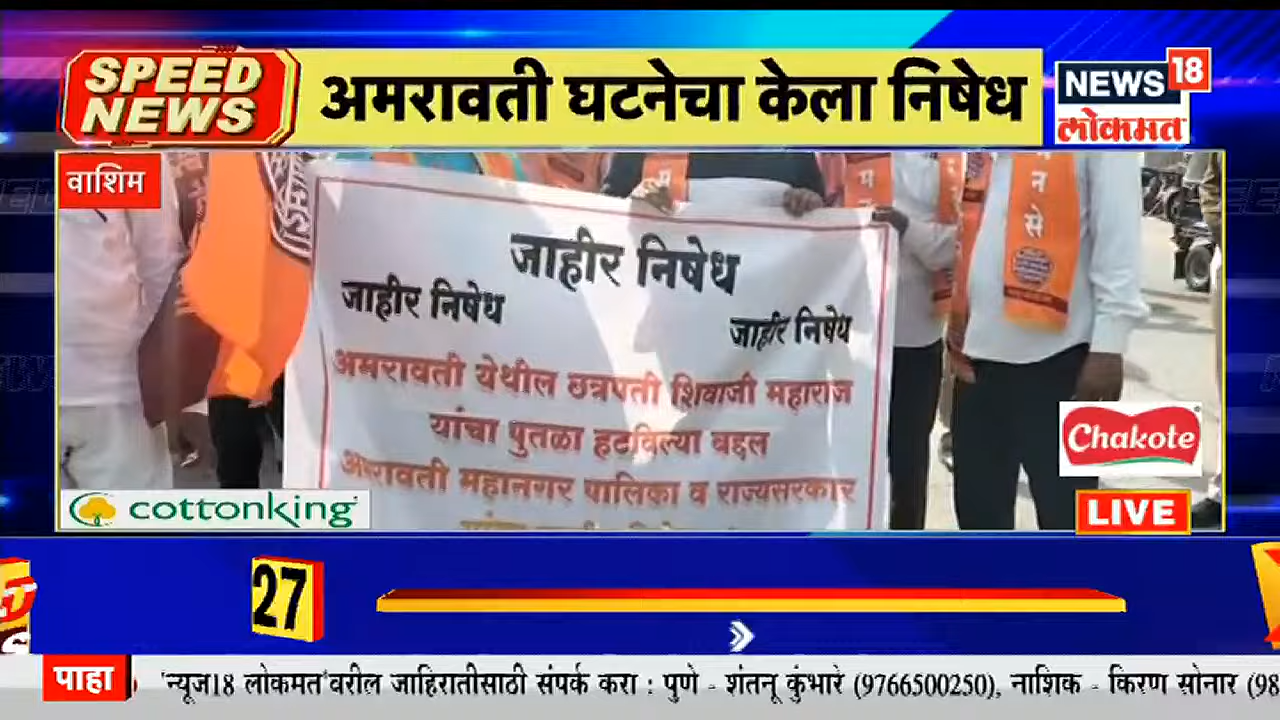 SPEED
NEWS
अमरावती घटनेचा केला निषेध
NEWS 18
लोकमत
वाशिम
म
म
न
से
जाहीर निषेध
जाहीर निषेध
जाहीर निषेध
अमरावती येथील छत्रपती शिवाजी महाराज
यांचा पुतळा हटविल्या बद्दल
अमरावती महानगर पालिका व राज्यसरकार
Chakote
cottonking
LIVE
27
पाहा
'न्यूज18 लोकमत'वरील जाहिरातीसाठी संपर्क करा : पुणे - शंतनू कुंभारे (9766500250), नाशिक - किरण सोनार (98